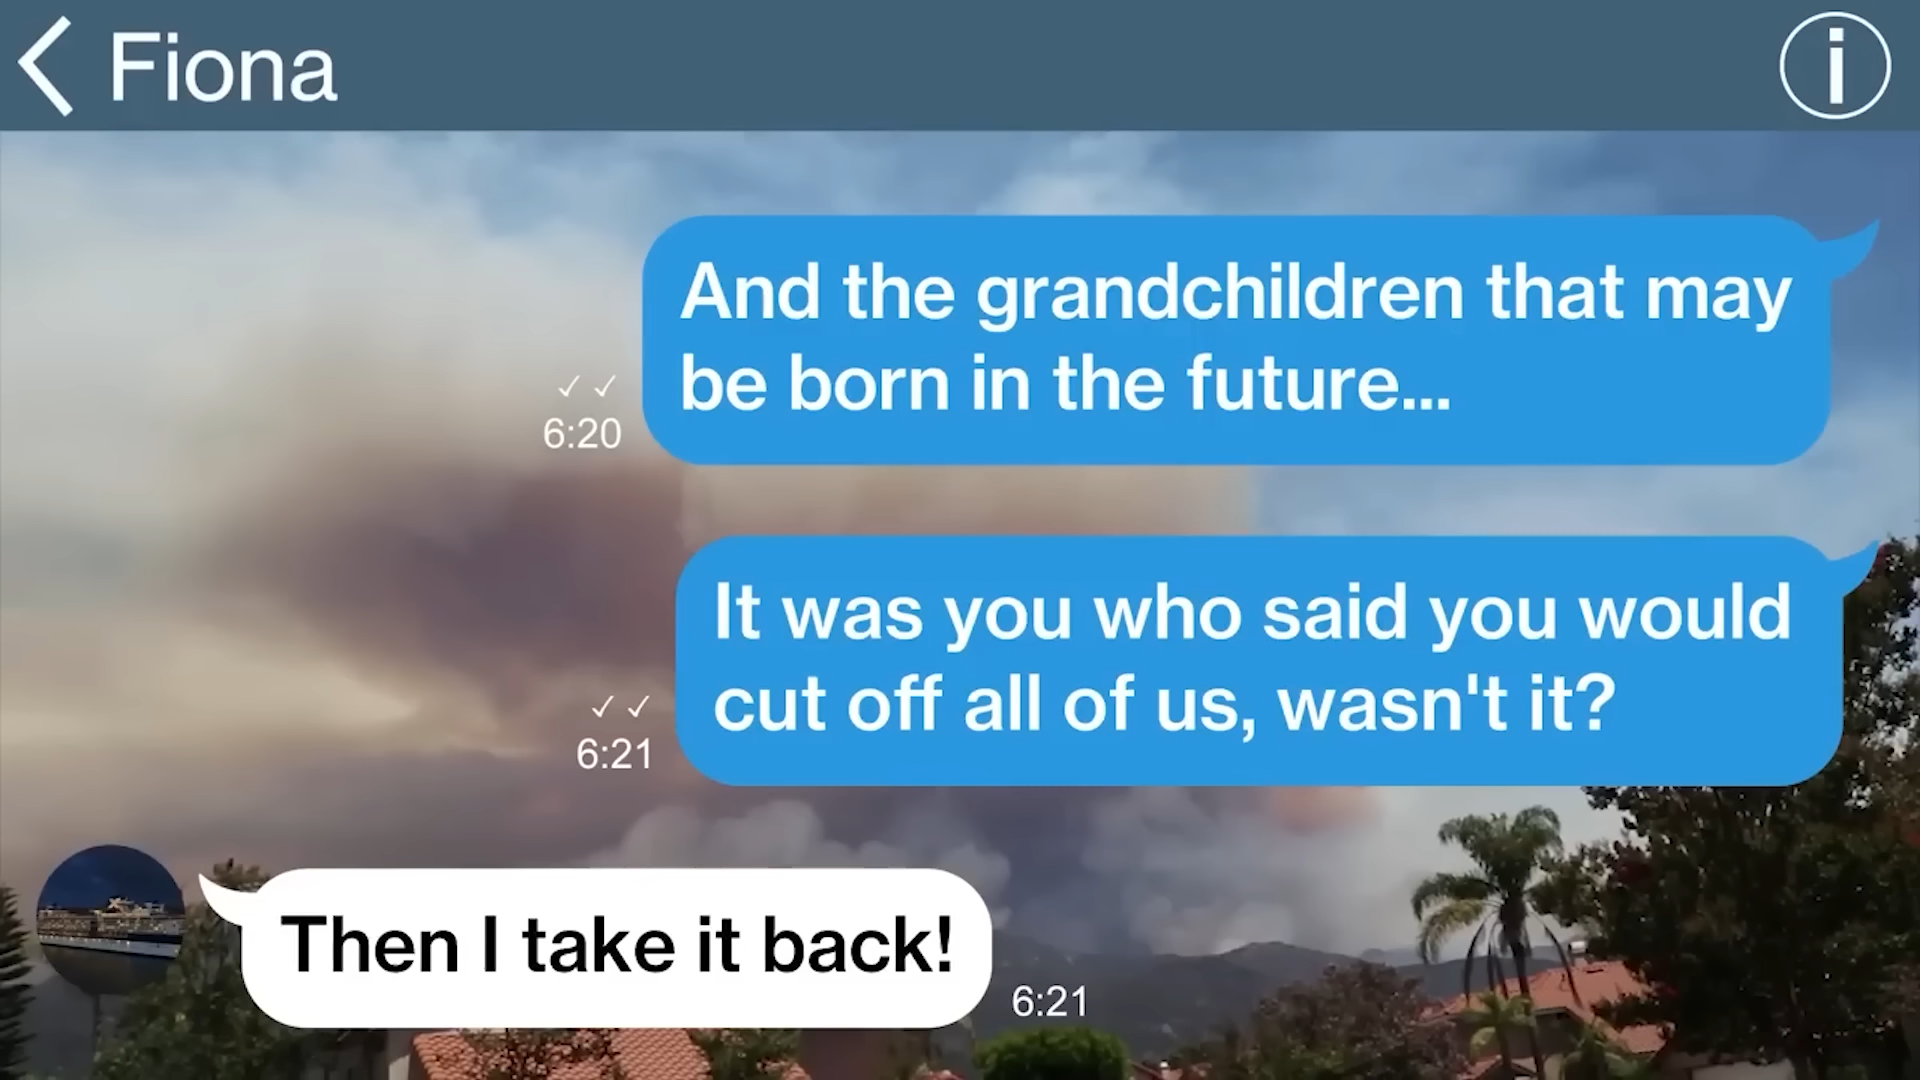 Fiona
And the grandchildren that may
be born in the future...
6:20
It was you who said you would
cut off all of us, wasn't it?
6:21
Then I take it back!
6:21